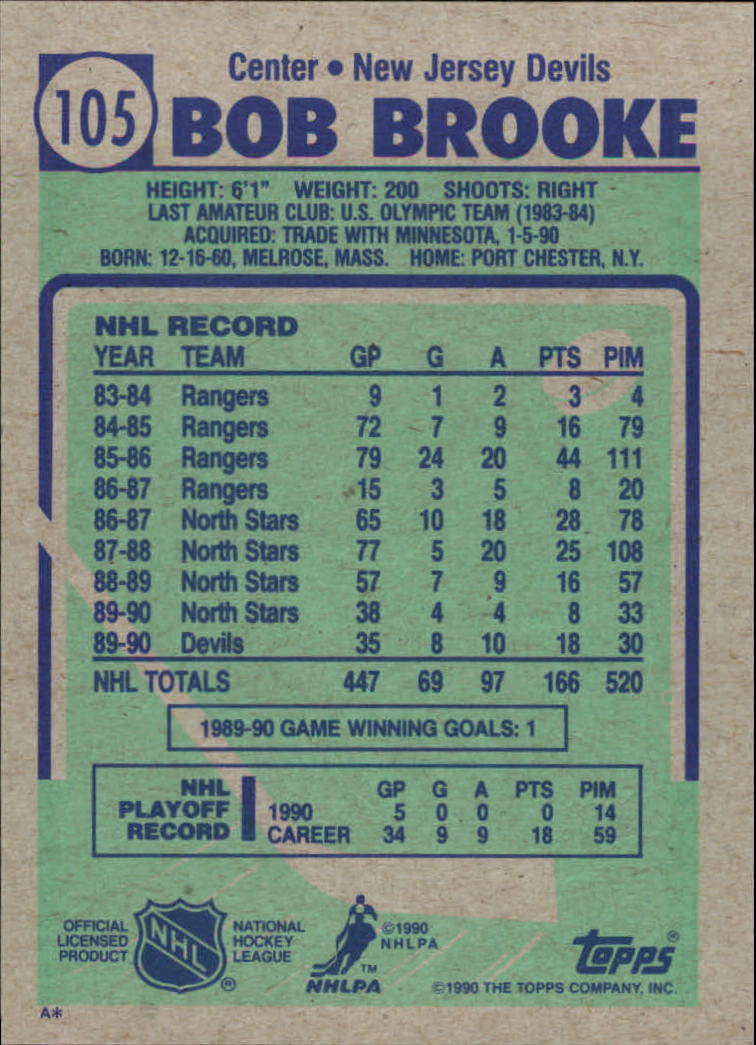 105
Center • New Jersey Devils
BOB BROOKE
HEIGHT: 6'1" WEIGHT: 200 SHOOTS: RIGHT
LAST AMATEUR CLUB: U.S. OLYMPIC TEAM (1983-84)
ACQUIRED: TRADE WITH MINNESOTA, 1-5-90
BORN: 12-16-60, MELROSE, MASS. HOME: PORT CHESTER, N.Y.
NHL RECORD
YEAR TEAM GP G A PTS PIM
83-84 Rangers 9 1 2 3 4
84-85 Rangers 72 7 9 16 79
85-86 Rangers 79 24 20 44 111
86-87 Rangers 15 3 5 8 20
86-87 North Stars 65 10 18 28 78
87-88 North Stars 77 5 20 25 108
88-89 North Stars 57 7 9 16 57
89-90 North Stars 38 4 4 8 33
89-90 Devils 35 8 10 18 30
NHL TOTALS 447 69 97 166 520
1989-90 GAME WINNING GOALS: 1
NHL PLAYOFF RECORD
GP G A PTS PIM
1990 5 0 0 0 14
CAREER 34 9 9 18 59
OFFICIAL
LICENSED
PRODUCT
NHL
®
NATIONAL
HOCKEY
LEAGUE
©1990
NHLPA
TM
NHLPA
topps®
©1990 THE TOPPS COMPANY, INC.
A*